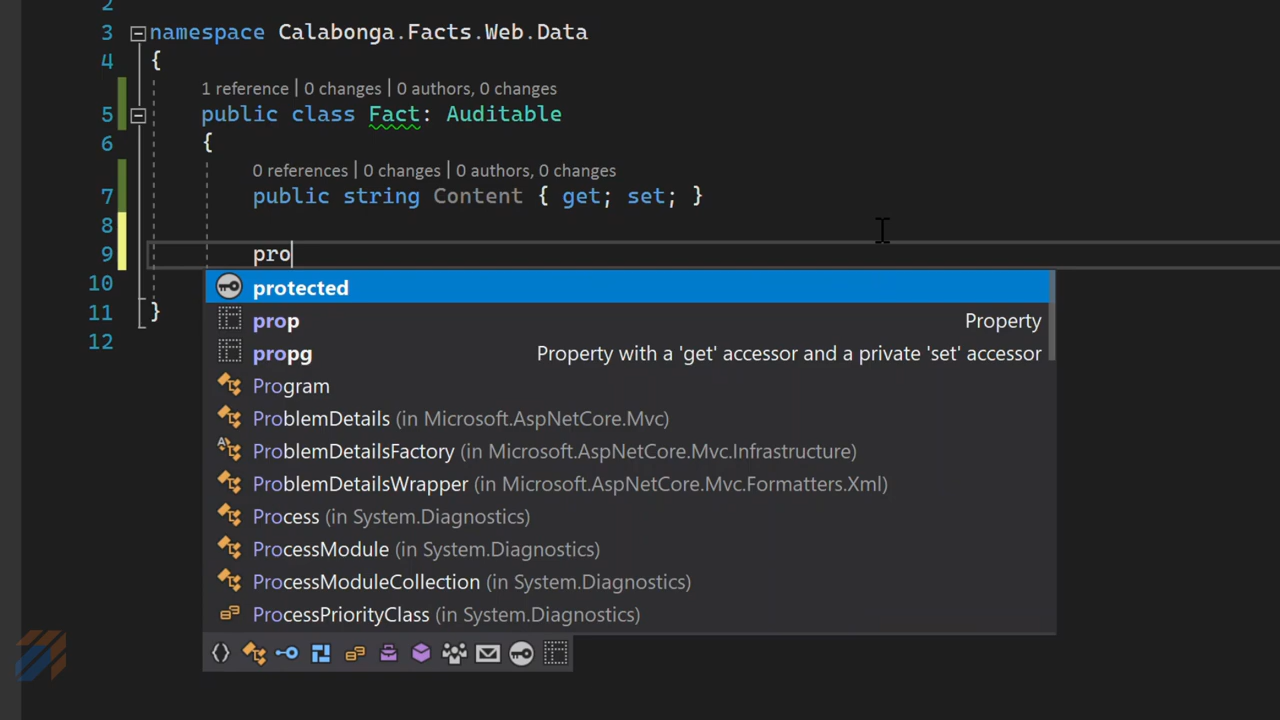 2
3 namespace Calabonga.Facts.Web.Data
4 {
1 reference | 0 changes | 0 authors, 0 changes
5 public class Fact: Auditable
6 {
0 references | 0 changes | 0 authors, 0 changes
7 public string Content { get; set; }
8
9 pro
protected
10
11 }
prop Property
12
propg Property with a 'get' accessor and a private 'set' accessor
Program
ProblemDetails (in Microsoft.AspNetCore.Mvc)
ProblemDetailsFactory (in Microsoft.AspNetCore.Mvc.Infrastructure)
ProblemDetailsWrapper (in Microsoft.AspNetCore.Mvc.Formatters.Xml)
Process (in System.Diagnostics)
ProcessModule (in System.Diagnostics)
ProcessModuleCollection (in System.Diagnostics)
ProcessPriorityClass (in System.Diagnostics)